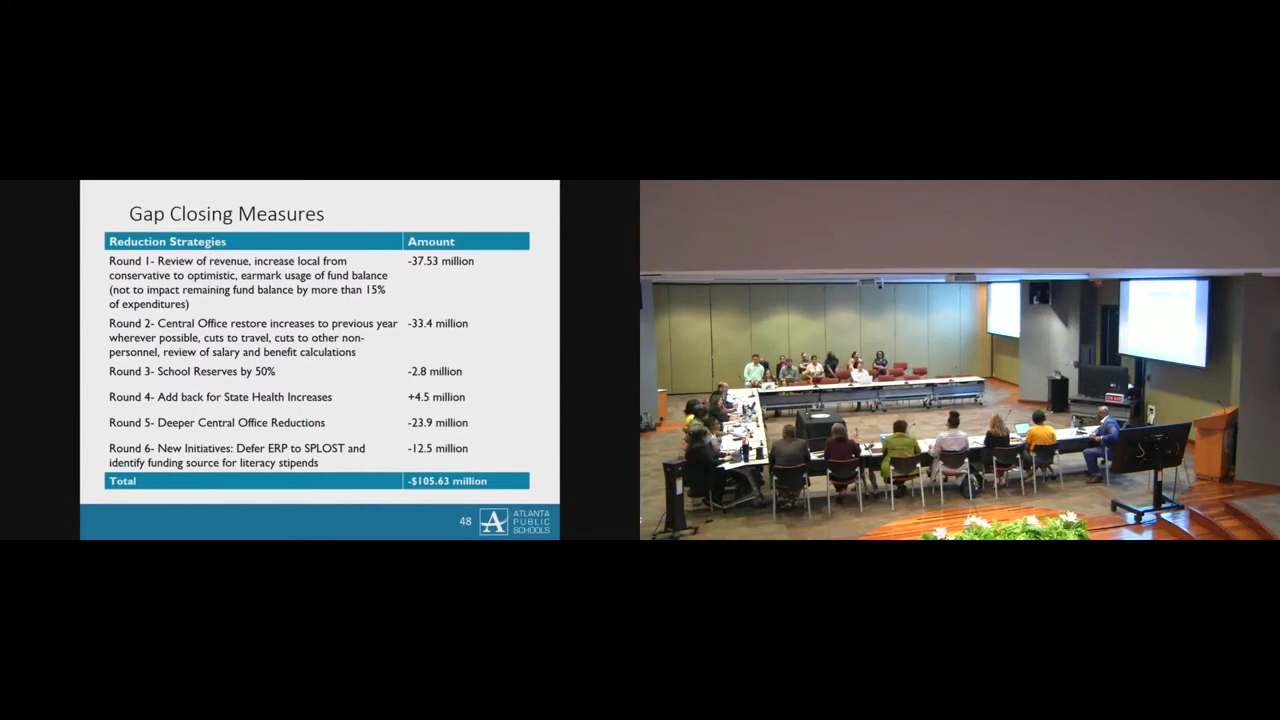 Gap Closing Measures
Reduction Strategies Amount
Round 1- Review of revenue, increase local from -37.53 million
conservative to optimistic, earmark usage of fund balance
(not to impact remaining fund balance by more than 15%
of expenditures)
Round 2- Central Office restore increases to previous year -33.4 million
wherever possible, cuts to travel, cuts to other non-
personnel, review of salary and benefit calculations
Round 3- School Reserves by 50% -2.8 million
Round 4- Add back for State Health Increases +4.5 million
Round 5- Deeper Central Office Reductions -23.9 million
Round 6- New Initiatives: Defer ERP to SPLOST and -12.5 million
identify funding source for literacy stipends
Total -$105.63 million
48
A
ATLANTA
PUBLIC
SCHOOLS